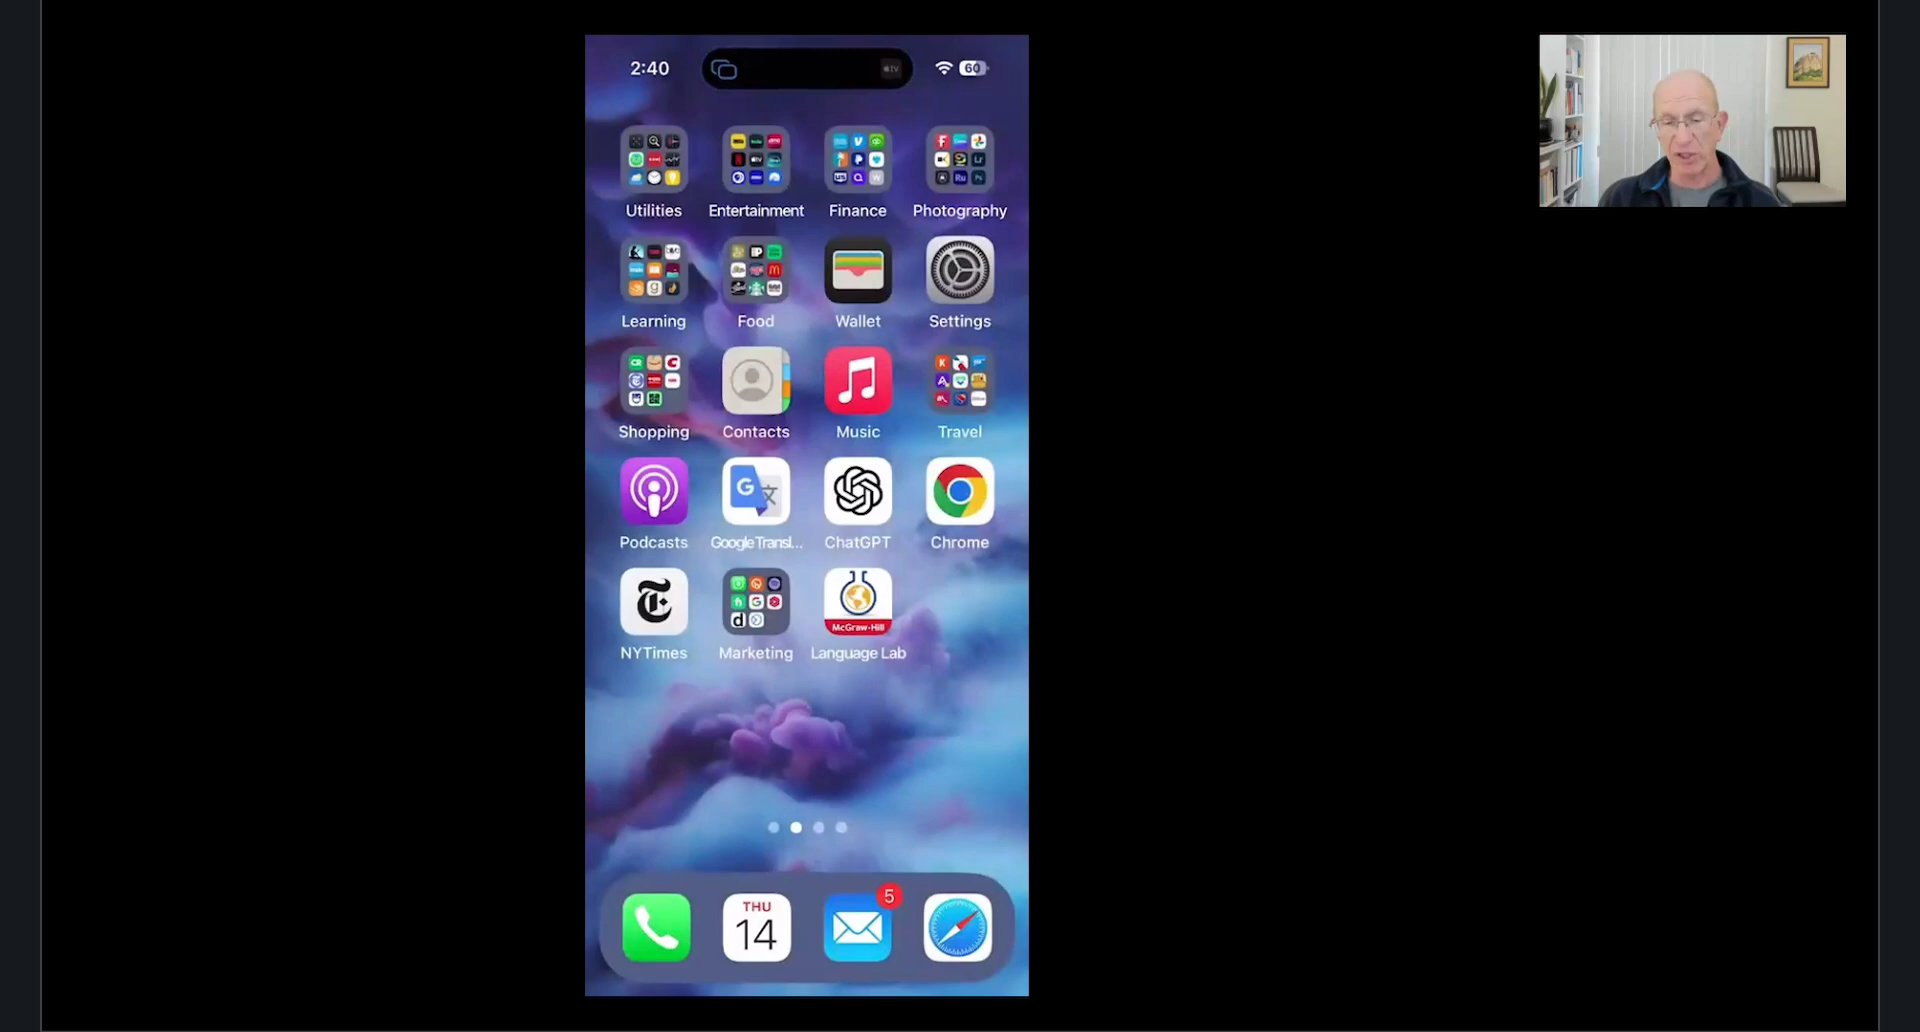 2:40
tv
60
Utilities Entertainment Finance Photography
Learning Food Wallet Settings
Shopping Contacts Music Travel
Podcasts Google Transl... ChatGPT Chrome
McGraw-Hill
NYTimes Marketing Language Lab
THU
14
5